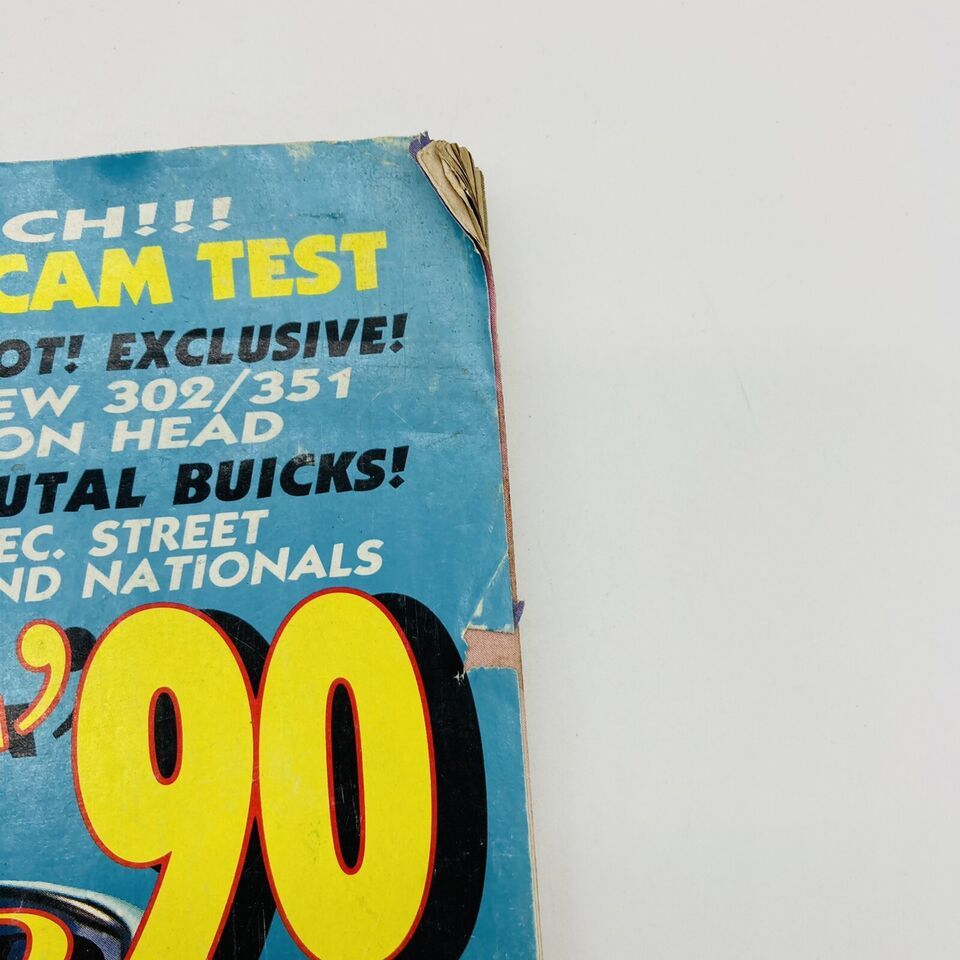 CH!!!
CAM TEST
OT! EXCLUSIVE!
EW 302/351
ON HEAD
UTAL BUICKS!
EC. STREET
ND NATIONALS
'90